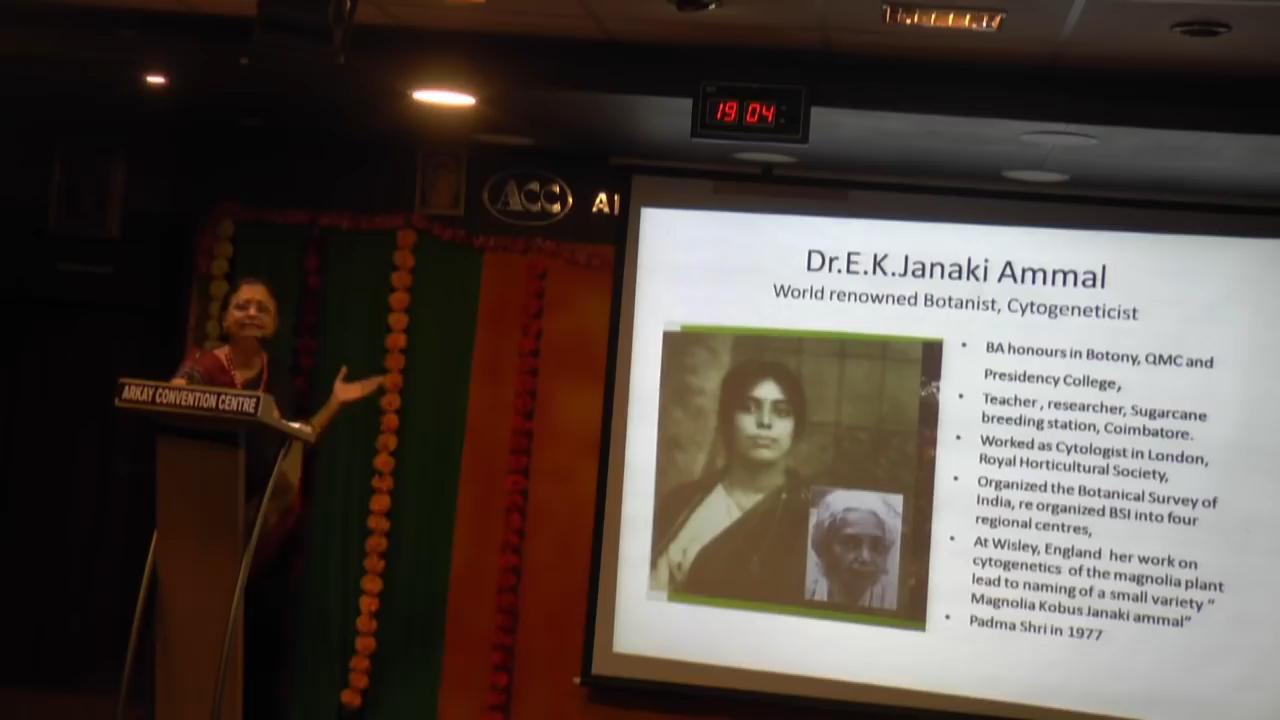 19 04
ACC
ARKAY CONVENTION CENTRE
Dr.E.K.Janaki Ammal
World renowned Botanist, Cytogeneticist
• BA honours in Botony, QMC and
Presidency College,
• Teacher , researcher, Sugarcane
breeding station, Coimbatore.
• Worked as Cytologist in London,
Royal Horticultural Society,
• Organized the Botanical Survey of
India, re organized BSI into four
regional centres,
• At Wisley, England her work on
cytogenetics of the magnolia plant
lead to naming of a small variety “
Magnolia Kobus Janaki ammal”
• Padma Shri in 1977